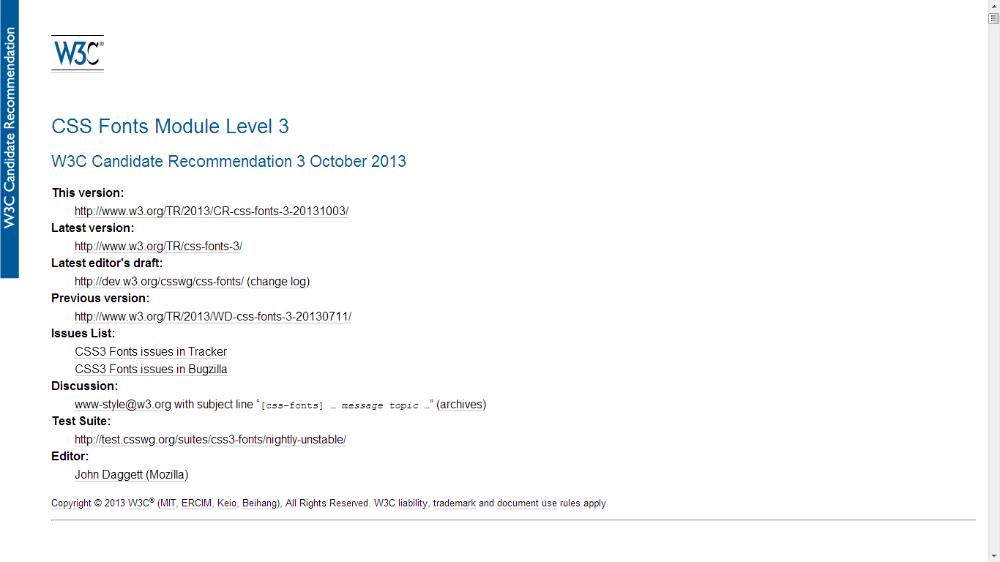 W3C Candidate Recommendation
W3C®
CSS Fonts Module Level 3
W3C Candidate Recommendation 3 October 2013
This version:
http://www.w3.org/TR/2013/CR-css-fonts-3-20131003/
Latest version:
http://www.w3.org/TR/css-fonts-3/
Latest editor's draft:
http://dev.w3.org/csswg/css-fonts/ (change log)
Previous version:
http://www.w3.org/TR/2013/WD-css-fonts-3-20130711/
Issues List:
CSS3 Fonts issues in Tracker
CSS3 Fonts issues in Bugzilla
Discussion:
www-style@w3.org with subject line “[css-fonts] … message topic …” (archives)
Test Suite:
http://test.csswg.org/suites/css3-fonts/nightly-unstable/
Editor:
John Daggett (Mozilla)
Copyright © 2013 W3C® (MIT, ERCIM, Keio, Beihang), All Rights Reserved. W3C liability, trademark and document use rules apply.